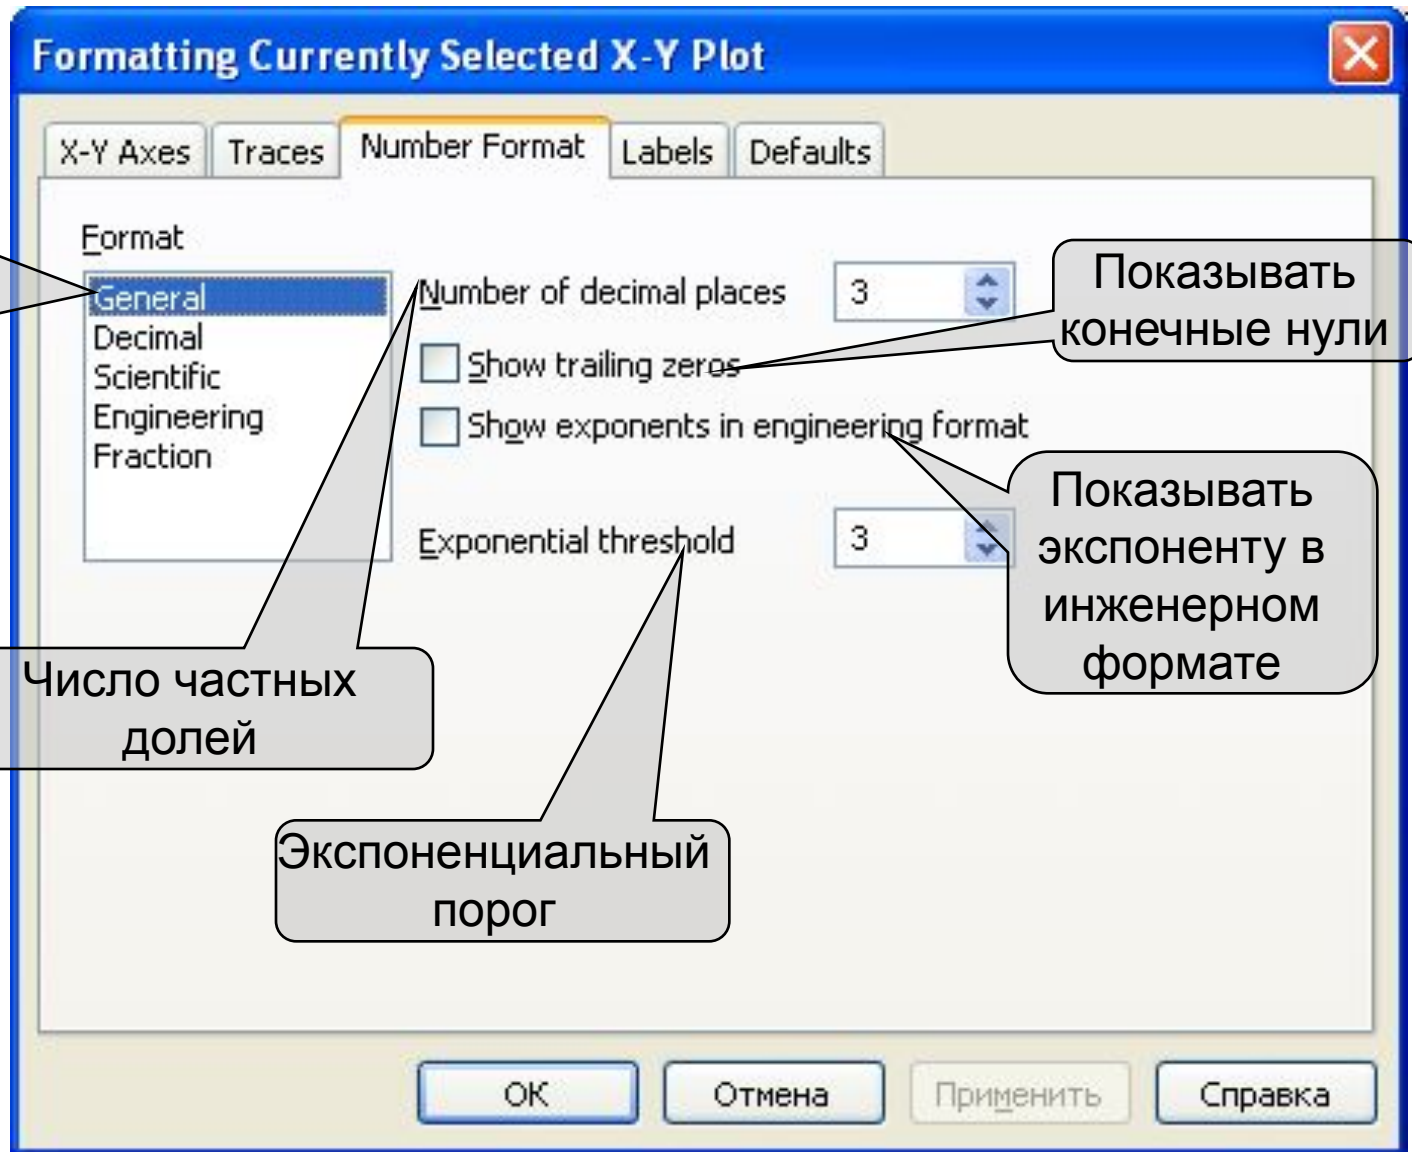 Formatting Currently Selected X-Y Plot
X-Y Axes Traces Number Format Labels Defaults
Format
General
Decimal
Scientific
Engineering
Fraction
Number of decimal places 3
Show trailing zeros
Show exponents in engineering format
Exponential threshold 3
Показывать
конечные нули
Показывать
экспоненту в
инженерном
формате
Число частных
долей
Экспоненциальный
порог
ОК Отмена Применить Справка